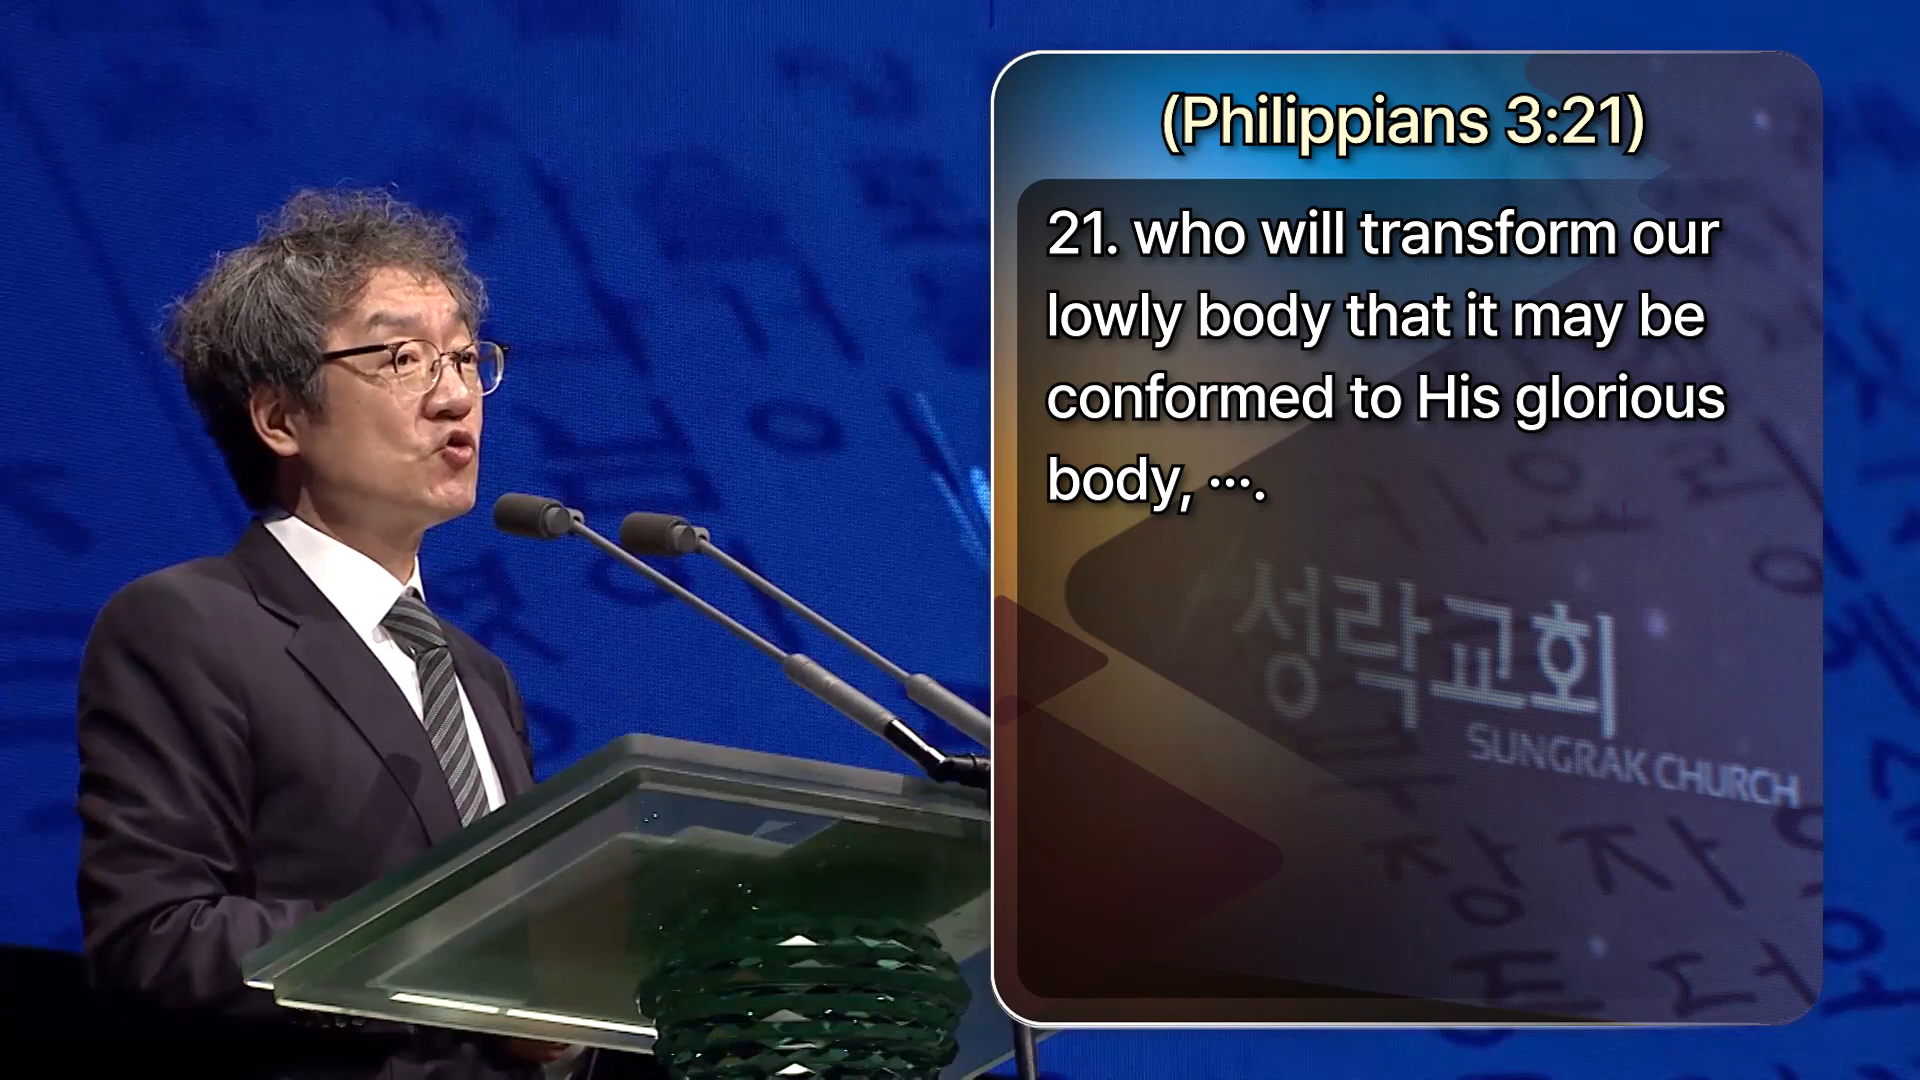 (Philippians 3:21)
21. who will transform our
lowly body that it may be
conformed to His glorious
body, ···.
성락교회
SUNGRAK CHURCH